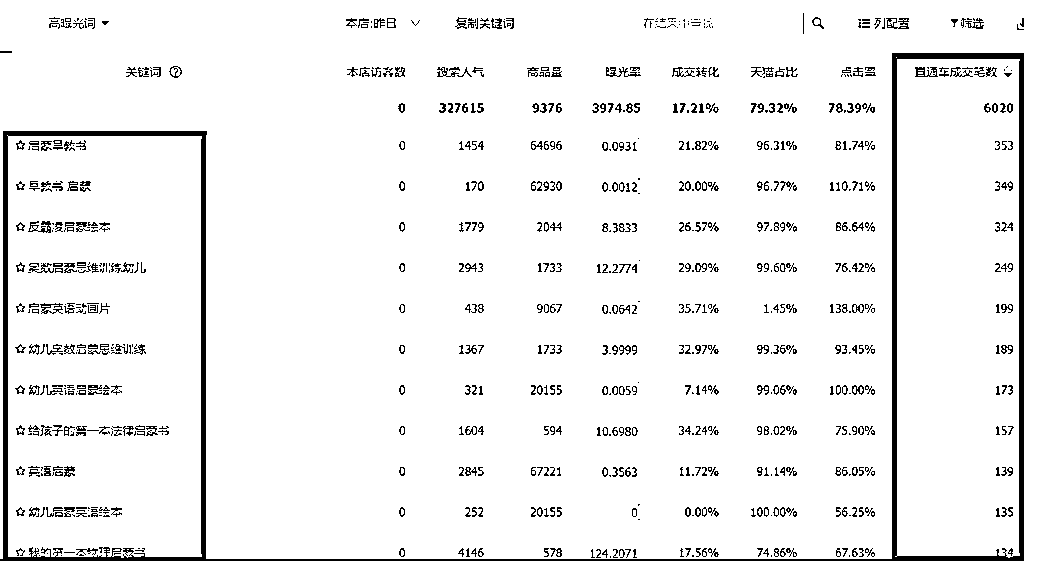 高曝光词 本店:昨日 复制关键词 在结果中查找 列配置 筛选
关键词 本店访客数 搜索人气 商品量 曝光率 成交转化 天猫占比 点击率 直通车成交笔数
0 327615 9376 3974.85 17.21% 79.32% 78.39% 6020
启蒙早教书 0 1454 64696 0.0931 21.82% 96.31% 81.74% 353
早教书 启蒙 0 170 62930 0.0012 20.00% 96.77% 110.71% 349
反霸凌启蒙绘本 0 1779 2044 8.3833 26.57% 97.89% 86.64% 324
奥数启蒙思维训练幼儿 0 2943 1733 12.2774 29.09% 99.60% 76.42% 249
启蒙英语动画片 0 438 9067 0.0642 35.71% 1.45% 138.00% 199
幼儿奥数启蒙思维训练 0 1367 1733 3.9999 32.97% 99.36% 93.45% 189
幼儿英语启蒙绘本 0 321 20155 0.0059 7.14% 99.06% 100.00% 173
给孩子的第一本法律启蒙书 0 1604 594 10.6980 34.24% 98.02% 75.90% 157
英语启蒙 0 2845 67221 0.3563 11.72% 91.14% 86.05% 139
幼儿启蒙英语绘本 0 252 20155 0 0.00% 100.00% 56.25% 135
我的第一本物理启蒙书 0 4146 578 124.2071 17.56% 74.86% 67.63% 134